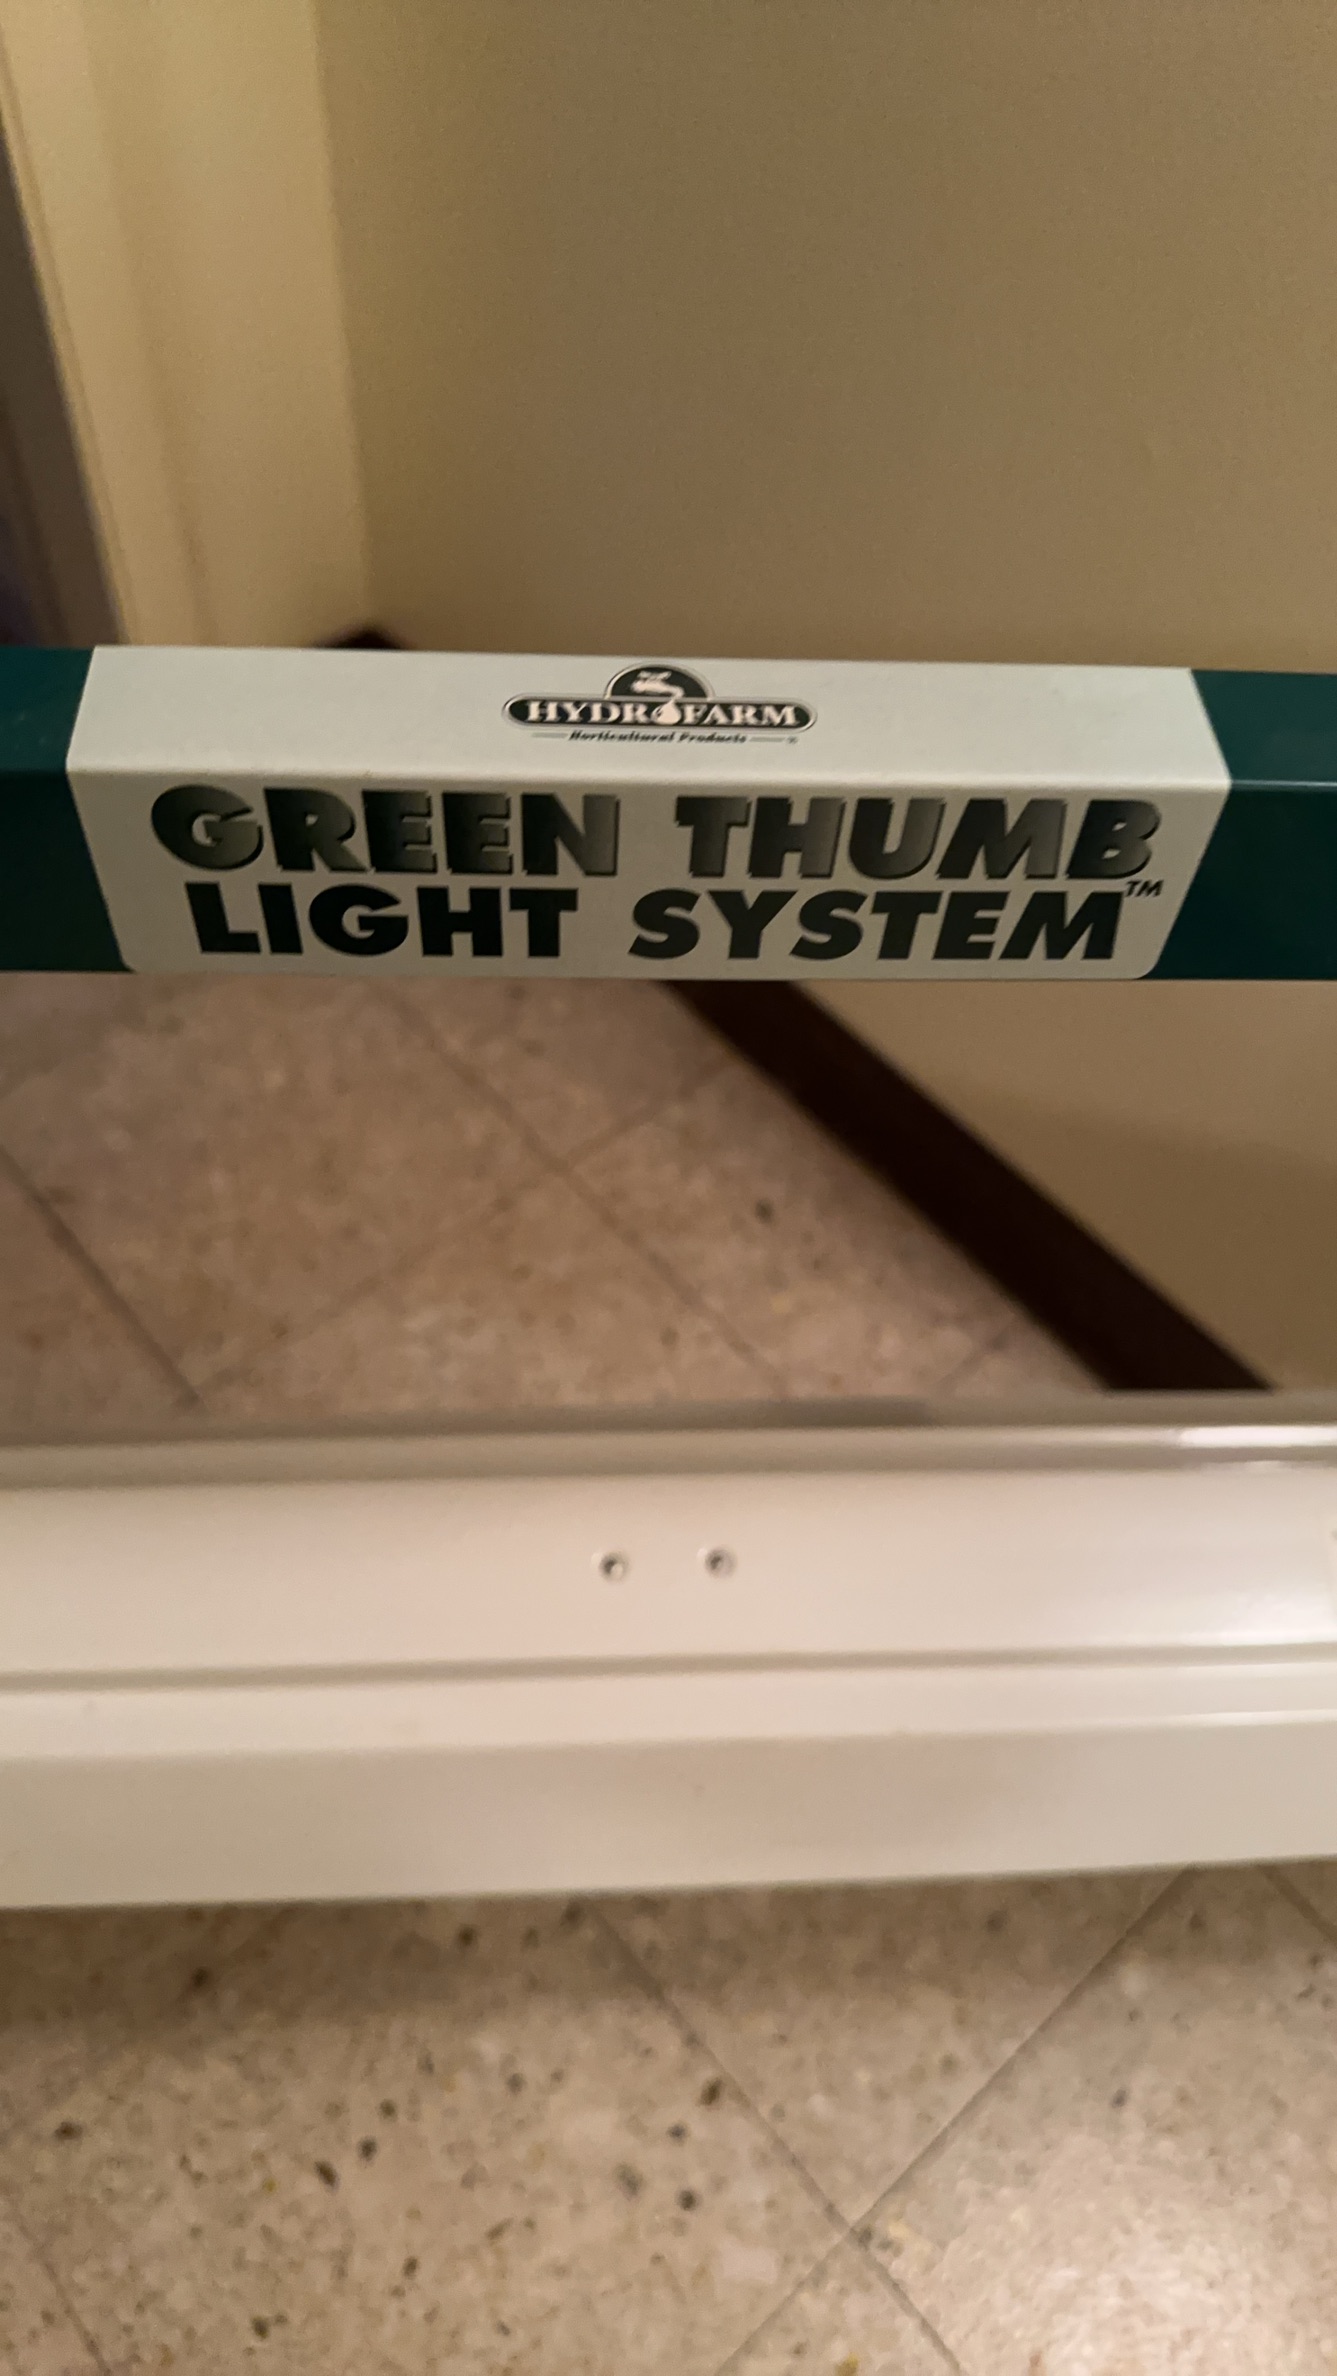 HYDROFARM
Horticultural Products ®
GREEN THUMB
LIGHT SYSTEM™